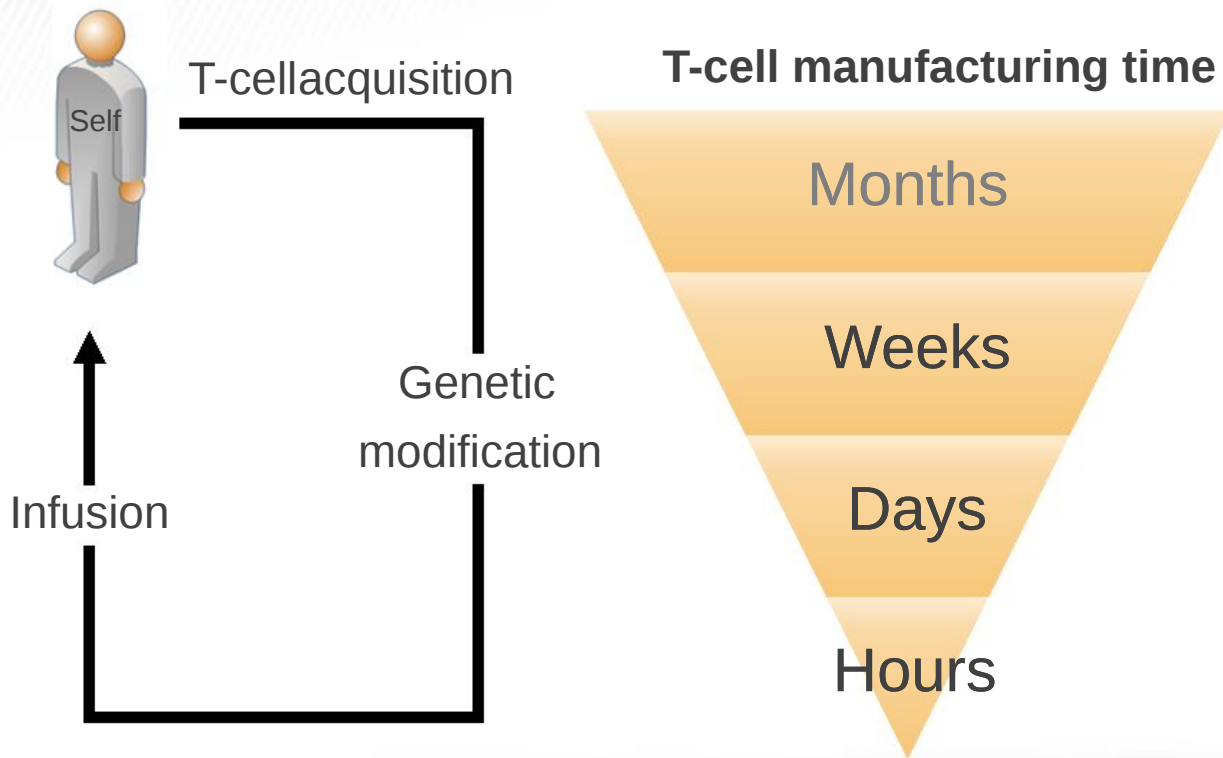 Self
T-cellacquisition
Genetic
modification
Infusion
T-cell manufacturing time
Months
Weeks
Days
Hours